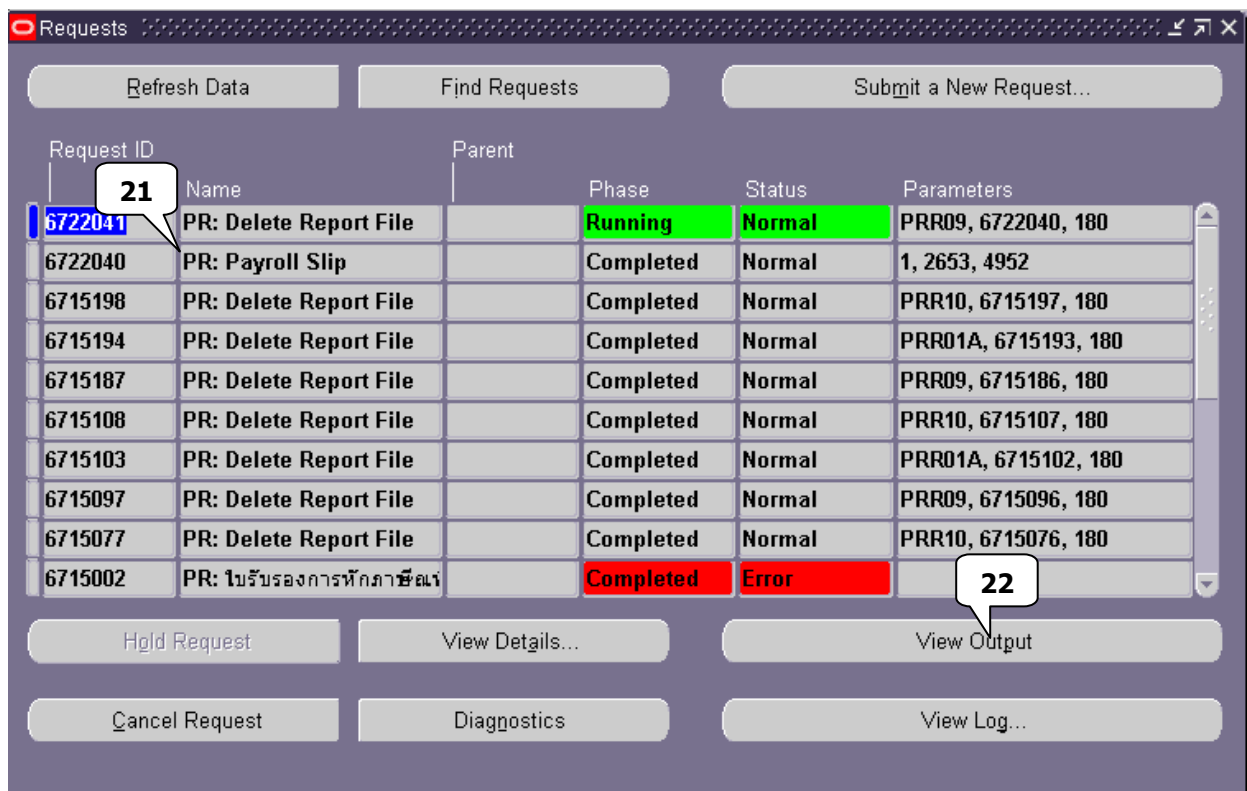 Requests
Refresh Data Find Requests Submit a New Request...
Request ID Parent
21 Name Phase Status Parameters
6722041 PR: Delete Report File Running Normal PRR09, 6722040, 180
6722040 PR: Payroll Slip Completed Normal 1, 2653, 4952
6715198 PR: Delete Report File Completed Normal PRR10, 6715197, 180
6715194 PR: Delete Report File Completed Normal PRR01A, 6715193, 180
6715187 PR: Delete Report File Completed Normal PRR09, 6715186, 180
6715108 PR: Delete Report File Completed Normal PRR10, 6715107, 180
6715103 PR: Delete Report File Completed Normal PRR01A, 6715102, 180
6715097 PR: Delete Report File Completed Normal PRR09, 6715096, 180
6715077 PR: Delete Report File Completed Normal PRR10, 6715076, 180
6715002 PR: ใบรับรองการหักภาษีณ Completed Error 22
Hold Request View Details... View Output
Cancel Request Diagnostics View Log...